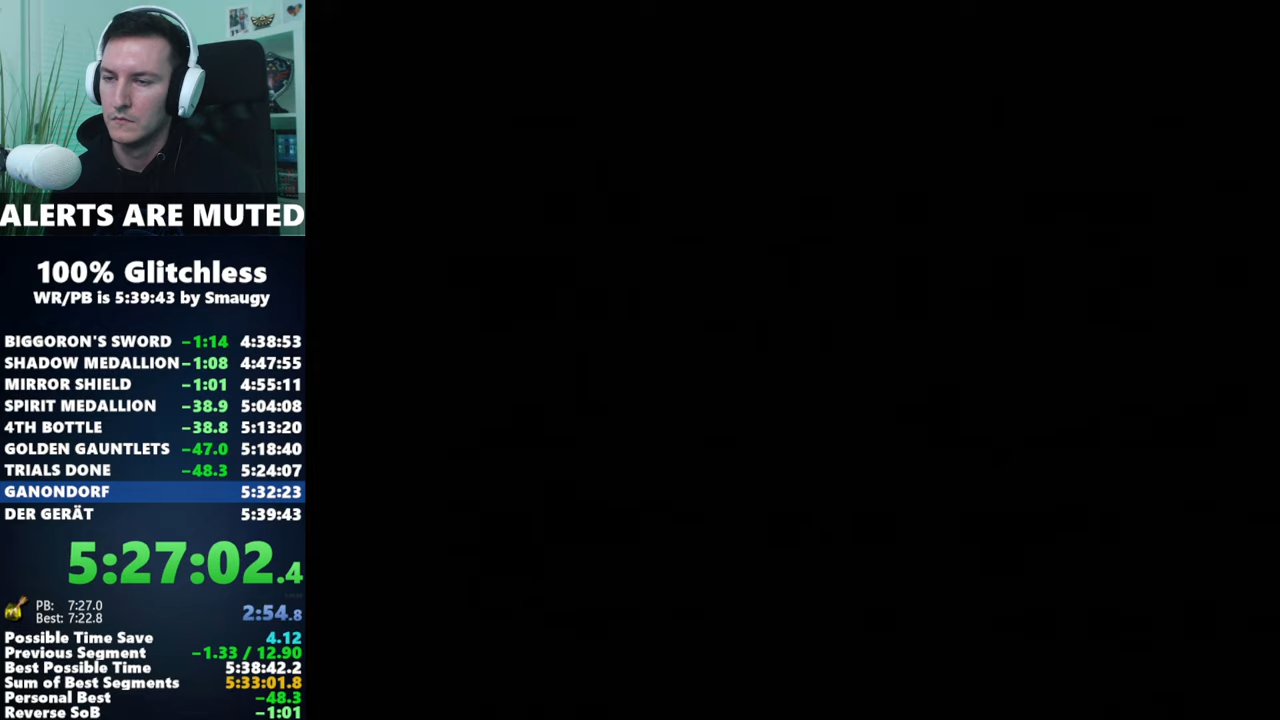 ALERTS ARE MUTED
100% Glitchless
WR/PB is 5:39:43 by Smaugy
BIGGORON'S SWORD -1:14 4:38:53
SHADOW MEDALLION -1:08 4:47:55
MIRROR SHIELD -1:01 4:55:11
SPIRIT MEDALLION -38.9 5:04:08
4TH BOTTLE -38.8 5:13:20
GOLDEN GAUNTLETS -47.0 5:18:40
TRIALS DONE -48.3 5:24:07
GANONDORF 5:32:23
DER GERÄT 5:39:43
5:27:02.4
PB: 7:27.0
Best: 7:22.8
2:54.8
Possible Time Save 4.12
Previous Segment -1.33 / 12.90
Best Possible Time 5:38:42.2
Sum of Best Segments 5:33:01.8
Personal Best -48.3
Reverse SoB -1:01